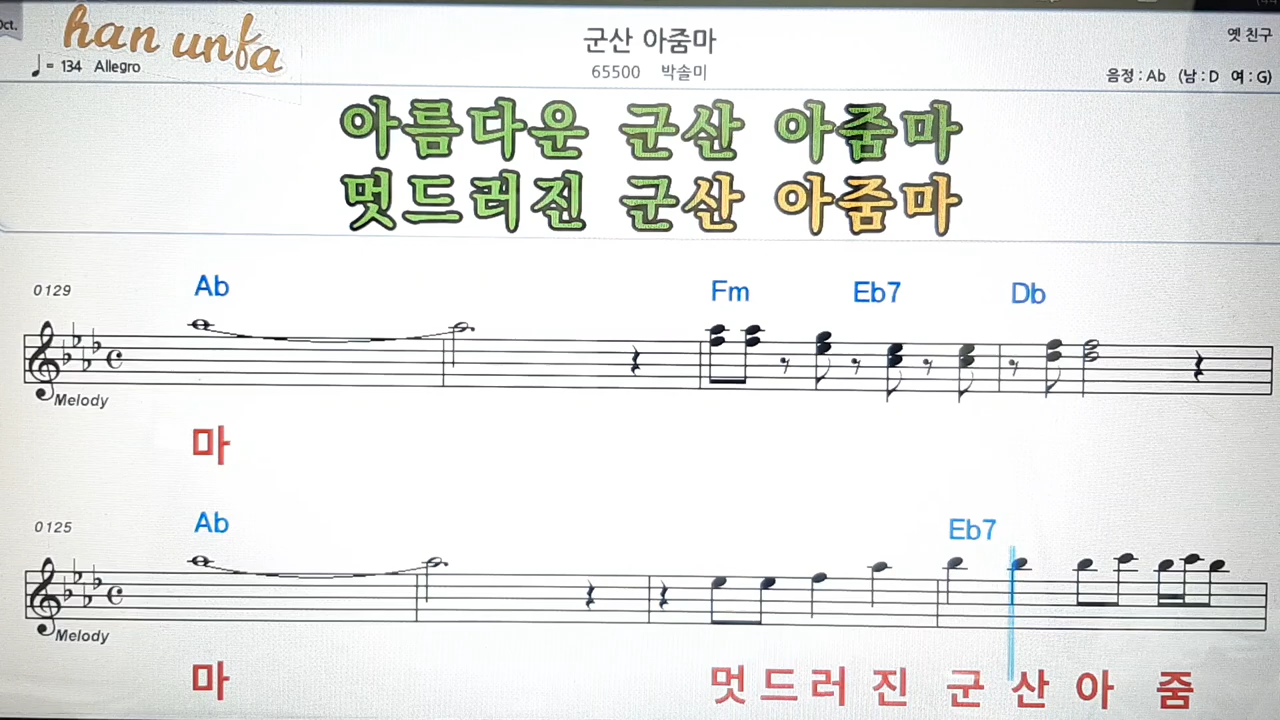 Oct.
han unfa
♩= 134 Allegro
군산 아줌마
65500 박솔미
옛 친구
음정 : Ab (남 : D 여 : G)
아름다운 군산 아줌마
멋드러진 군산 아줌마
0129
Ab Fm Eb7 Db
Melody
마
0125
Ab Eb7
Melody
마 멋 드 러 진 군 산 아 줌